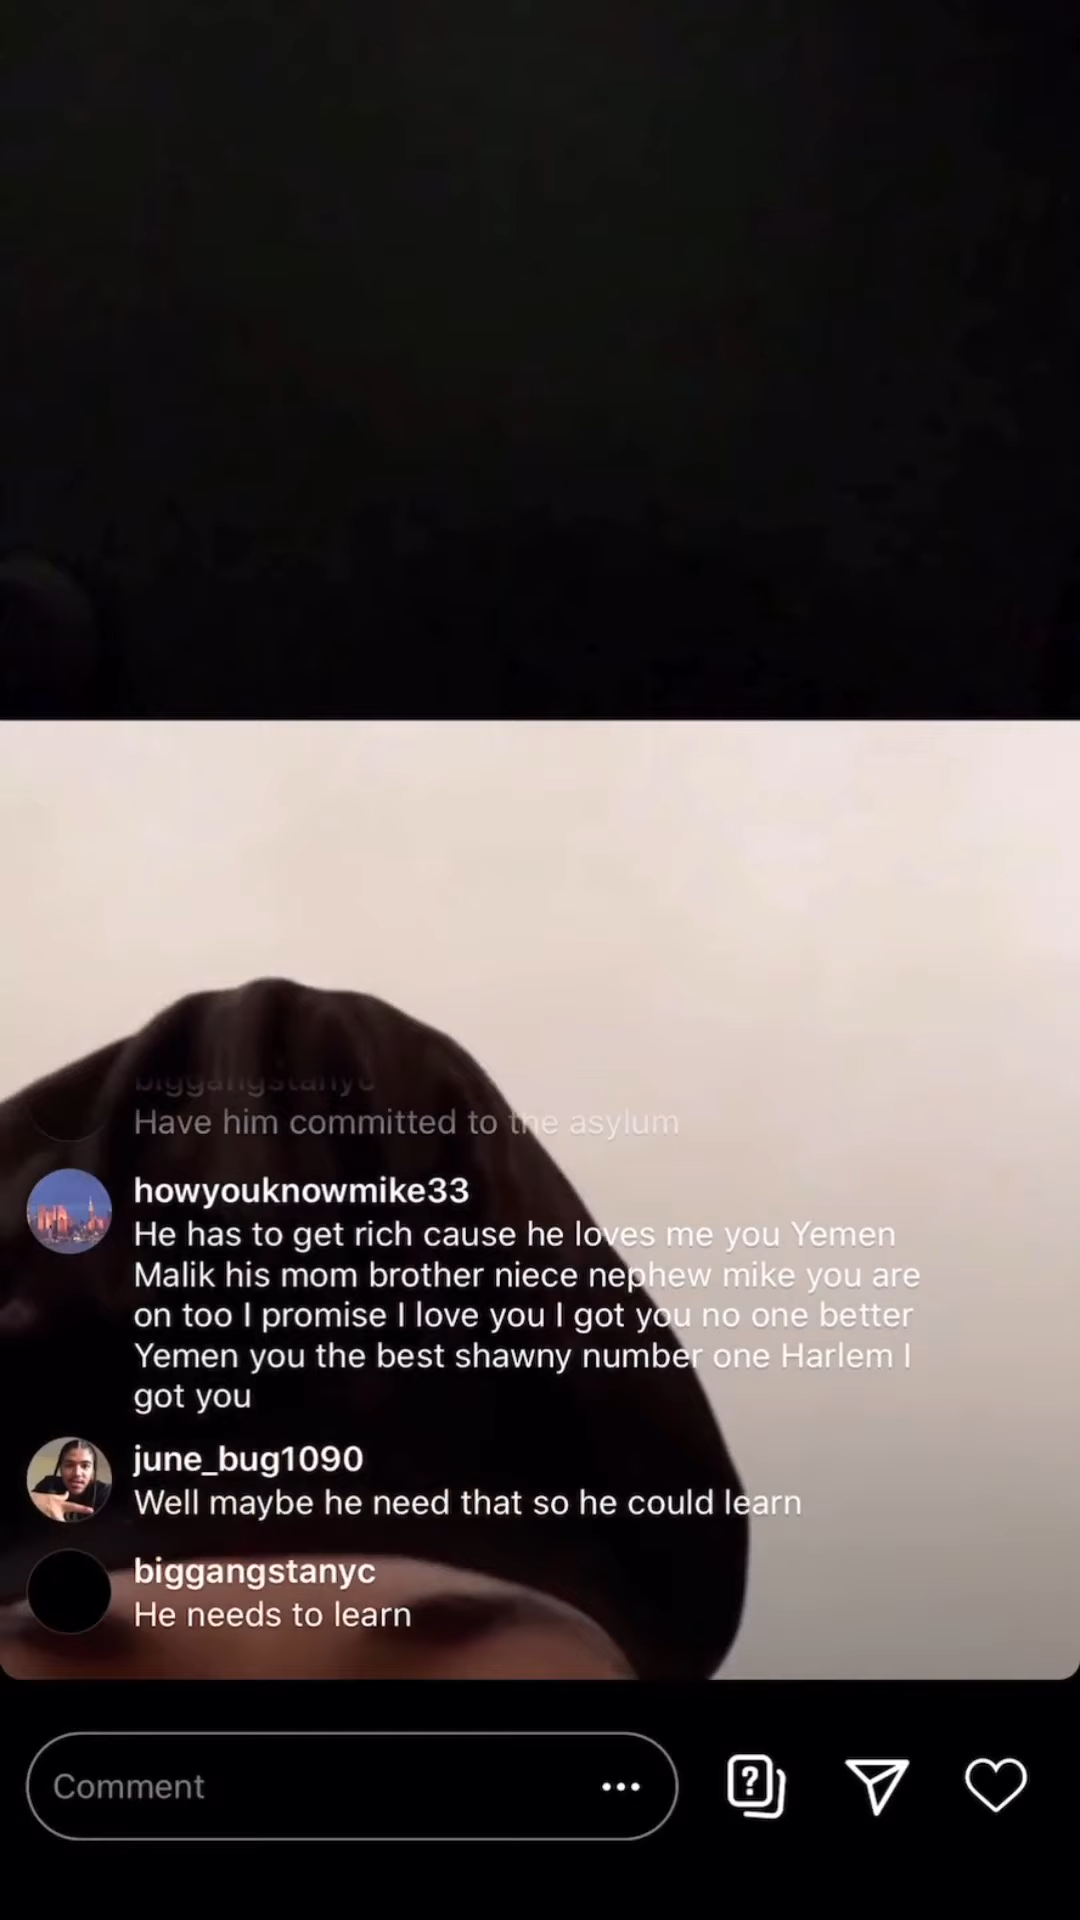 biggangstanyc
Have him committed to the asylum
howyouknowmike33
He has to get rich cause he loves me you Yemen
Malik his mom brother niece nephew mike you are
on too I promise I love you I got you no one better
Yemen you the best shawny number one Harlem I
got you
june_bug1090
Well maybe he need that so he could learn
biggangstanyc
He needs to learn
Comment